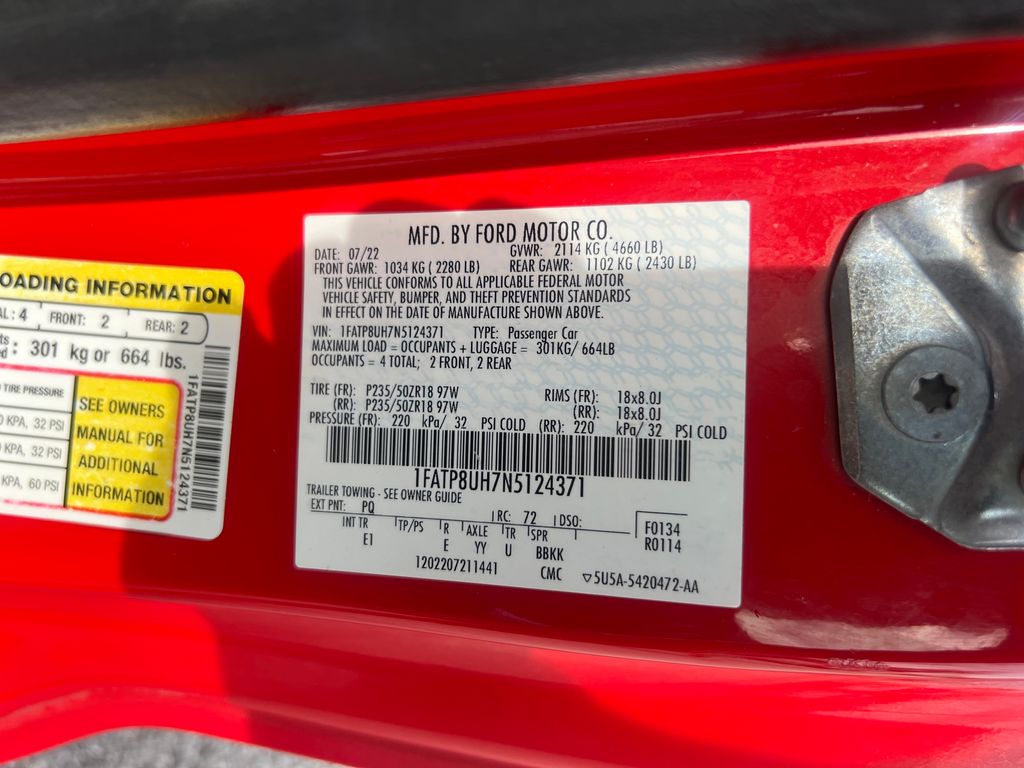 OADING INFORMATION
AL: 4 FRONT: 2 REAR: 2
301 kg or 664 lbs.
TIRE PRESSURE
SEE OWNERS
MANUAL FOR
ADDITIONAL
INFORMATION
KPA, 32 PSI
KPA, 32 PSI
KPA, 60 PSI
1FATP8UH7N5124371
MFD. BY FORD MOTOR CO.
DATE: 07/22 GVWR: 2114 KG ( 4660 LB)
FRONT GAWR: 1034 KG ( 2280 LB) REAR GAWR: 1102 KG ( 2430 LB)
THIS VEHICLE CONFORMS TO ALL APPLICABLE FEDERAL MOTOR
VEHICLE SAFETY, BUMPER, AND THEFT PREVENTION STANDARDS
IN EFFECT ON THE DATE OF MANUFACTURE SHOWN ABOVE.
VIN: 1FATP8UH7N5124371 TYPE: Passenger Car
MAXIMUM LOAD = OCCUPANTS + LUGGAGE = 301KG/ 664LB
OCCUPANTS = 4 TOTAL; 2 FRONT, 2 REAR
TIRE (FR): P235/50ZR18 97W RIMS (FR): 18x8.0J
(RR): P235/50ZR18 97W (RR): 18x8.0J
PRESSURE (FR): 220 kPa/ 32 PSI COLD (RR): 220 kPa/ 32 PSI COLD
1FATP8UH7N5124371
TRAILER TOWING - SEE OWNER GUIDE
EXT PNT: PQ RC: 72 DSO: F0134
INT TR TP/PS R AXLE TR SPR R0114
E1 E YY U BBKK
1202207211441 CMC ▽5U5A-5420472-AA